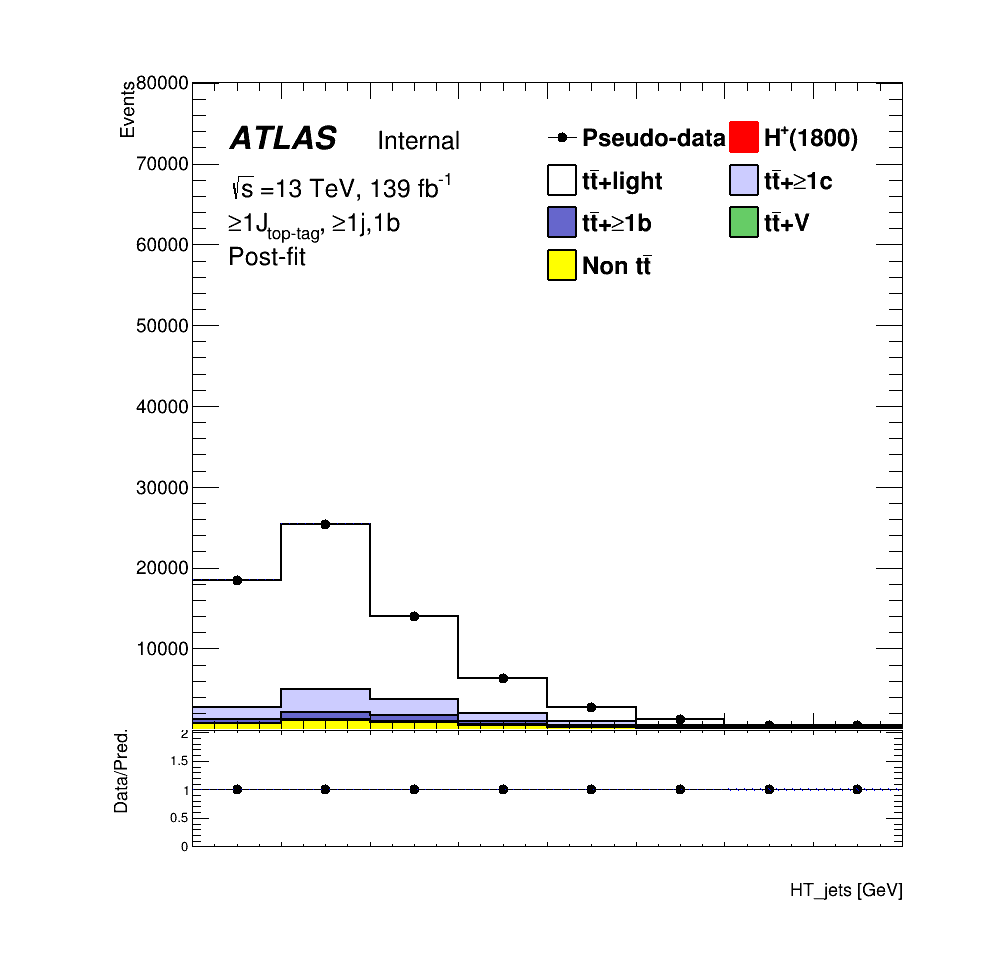 80000
70000
60000
50000
40000
30000
20000
10000
Events
ATLAS Internal
√s =13 TeV, 139 fb⁻¹
≥1J_top-tag, ≥1j,1b
Post-fit
Pseudo-data
H⁺(1800)
tt̄+light
tt̄+≥1c
tt̄+≥1b
tt̄+V
Non tt̄
2
1.5
1
0.5
0
Data/Pred.
HT_jets [GeV]